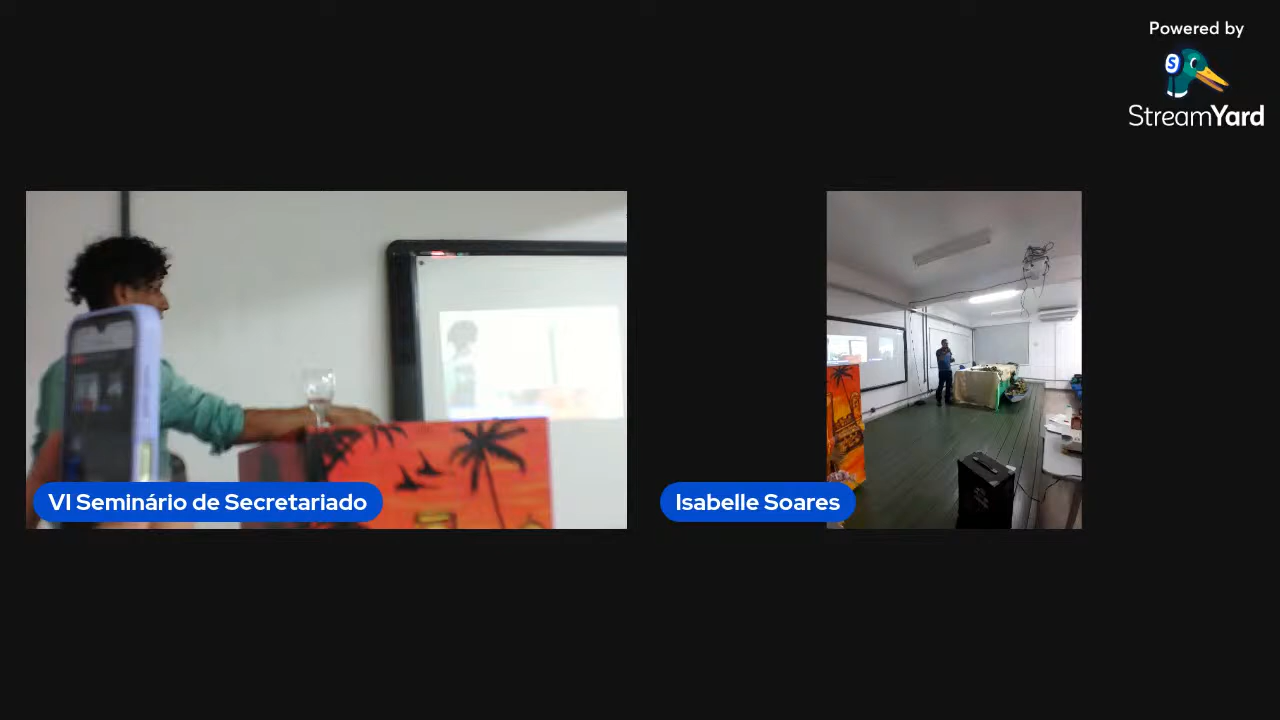 Powered by
S
StreamYard
VI Seminário de Secretariado
Isabelle Soares